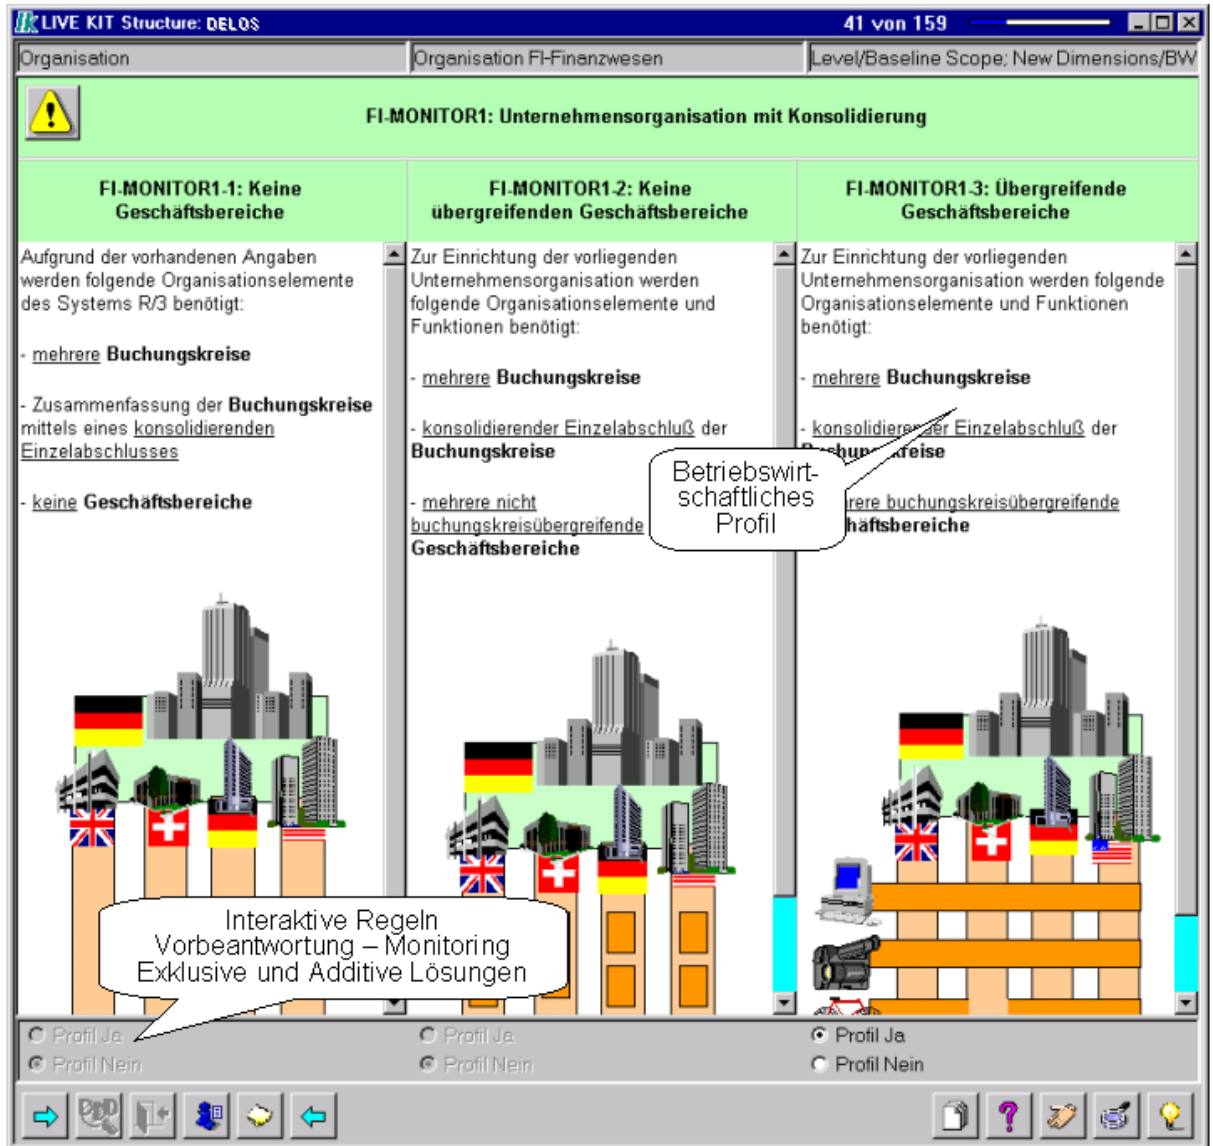 LIVE KIT Structure: DELOS
41 von 159
Organisation
Organisation FI-Finanzwesen
Level/Baseline Scope; New Dimensions/BW
FI-MONITOR1: Unternehmensorganisation mit Konsolidierung
FI-MONITOR1-1: Keine
Geschäftsbereiche
Aufgrund der vorhandenen Angaben
werden folgende Organisationselemente
des Systems R/3 benötigt:
- mehrere Buchungskreise
- Zusammenfassung der Buchungskreise
mittels eines konsolidierenden
Einzelabschlusses
- keine Geschäftsbereiche
FI-MONITOR1-2: Keine
übergreifenden Geschäftsbereiche
Zur Einrichtung der vorliegenden
Unternehmensorganisation werden
folgende Organisationselemente und
Funktionen benötigt:
- mehrere Buchungskreise
- konsolidierender Einzelabschluß der
Buchungskreise
- mehrere nicht
buchungskreisübergreifende
Geschäftsbereiche
FI-MONITOR1-3: Übergreifende
Geschäftsbereiche
Zur Einrichtung der vorliegenden
Unternehmensorganisation werden folgende
Organisationselemente und Funktionen
benötigt:
- mehrere Buchungskreise
- konsolidierender Einzelabschluß der
buchungskreisübergreifende
Betriebswirt-
schaftliches
Profil
Interaktive Regeln
Vorbeantwortung – Monitoring
Exklusive und Additive Lösungen
Profil Ja
Profil Nein
Profil Ja
Profil Nein
Profil Ja
Profil Nein